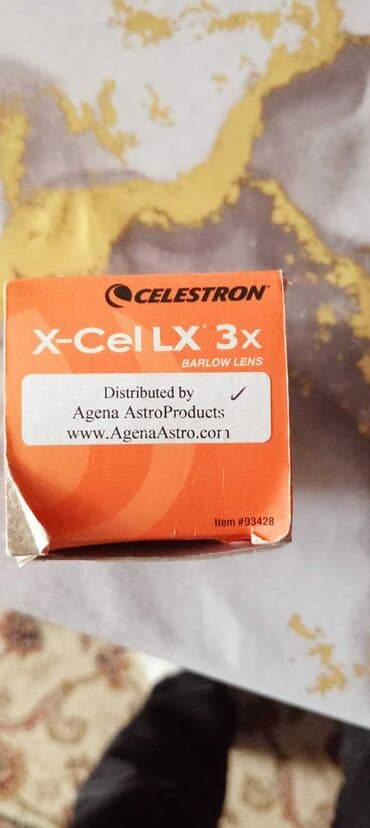 CELESTRON
X-Cel LX 3x
BARLOW LENS
Distributed by
Agena AstroProducts
www.AgenaAstro.com
Item #93428